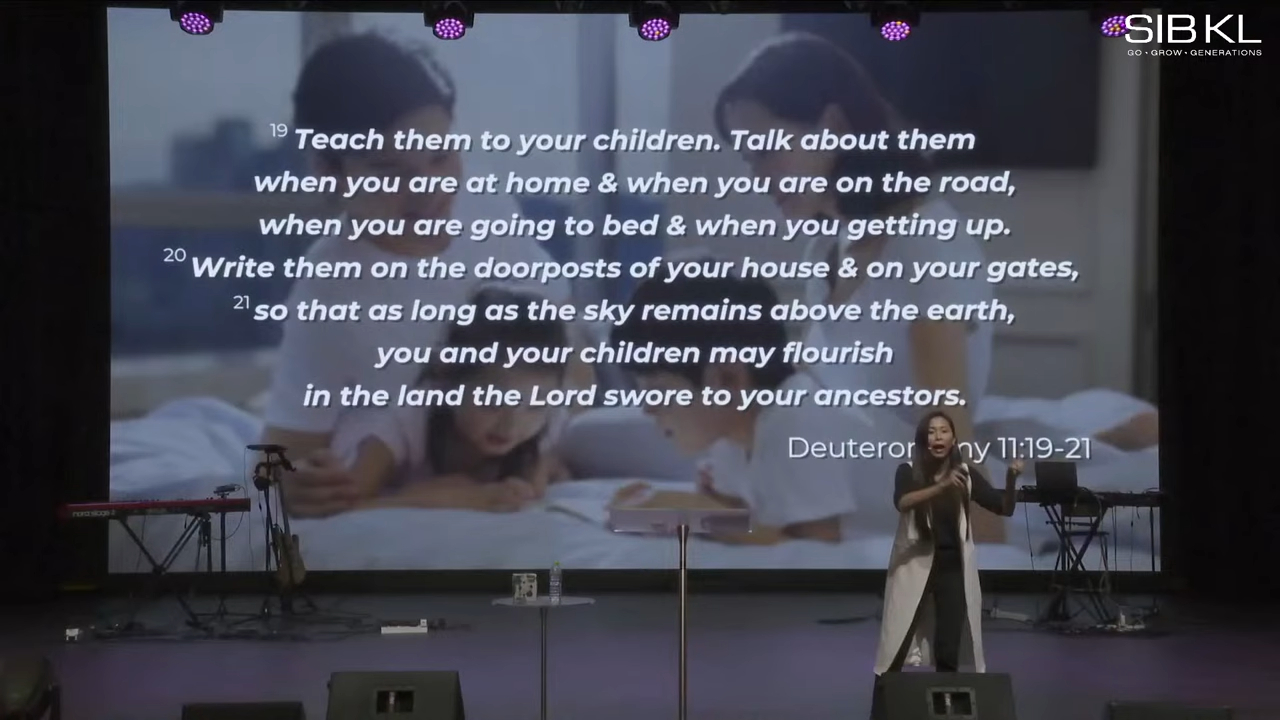 SIB KL
GO • GROW • GENERATIONS
19 Teach them to your children. Talk about them
when you are at home & when you are on the road,
when you are going to bed & when you getting up.
20 Write them on the doorposts of your house & on your gates,
21 so that as long as the sky remains above the earth,
you and your children may flourish
in the land the Lord swore to your ancestors.
11:19-21